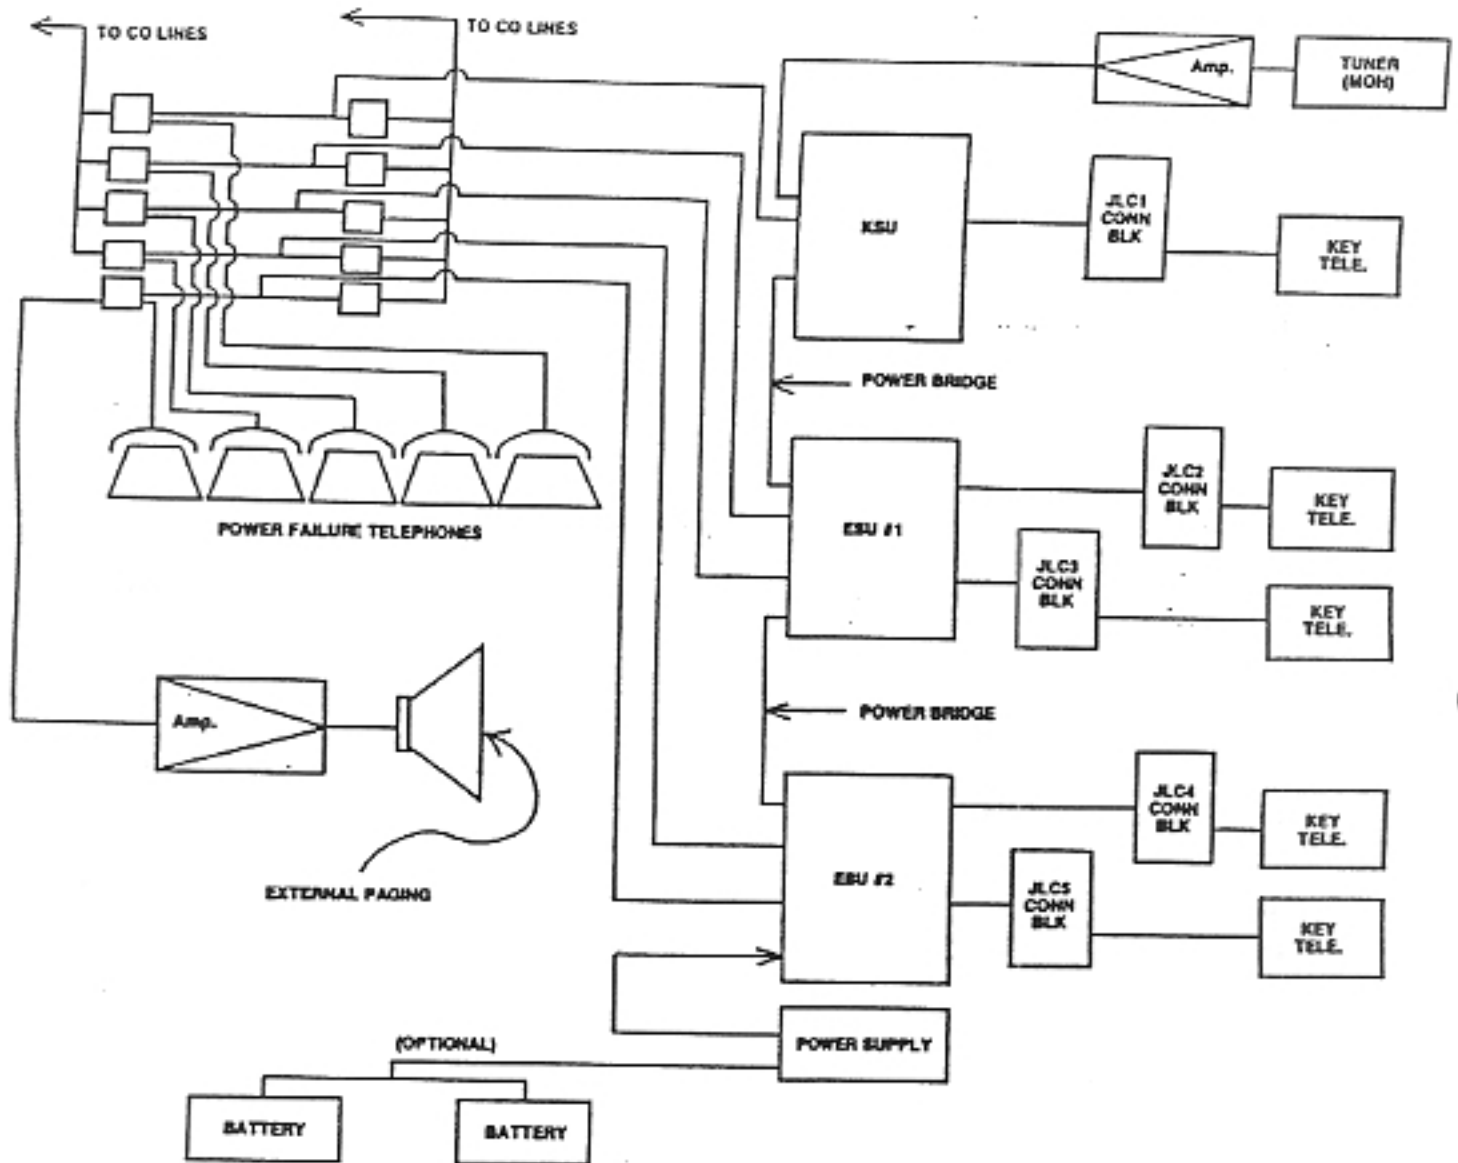 TO CO LINES
TO CO LINES
Amp.
TUNER
(MOH)
KSU
JLC1
CONN
BLK
KEY
TELE.
POWER BRIDGE
JLC2
CONN
BLK
KEY
TELE.
POWER FAILURE TELEPHONES
ESU #1
JLC3
CONN
BLK
KEY
TELE.
Amp.
POWER BRIDGE
JLC4
CONN
BLK
KEY
TELE.
EXTERNAL PAGING
ESU #2
JLC5
CONN
BLK
KEY
TELE.
(OPTIONAL)
POWER SUPPLY
BATTERY
BATTERY